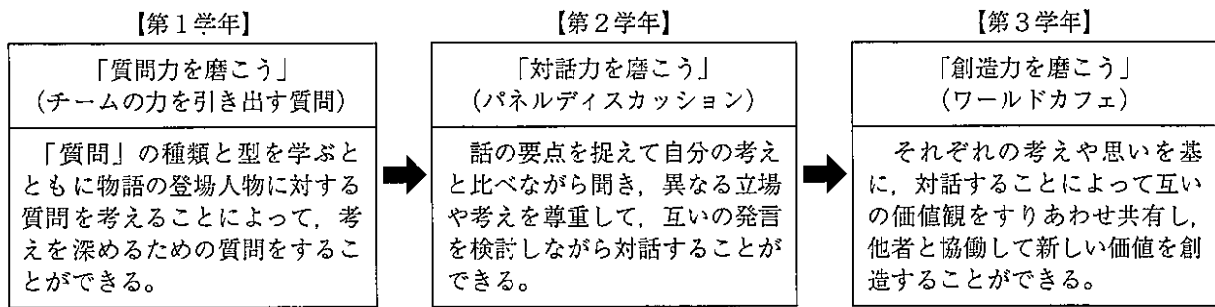 【第1学年】
「質問力を磨こう」
(チームの力を引き出す質問)
「質問」の種類と型を学ぶと
ともに物語の登場人物に対する
質問を考えることによって，考
えを深めるための質問をするこ
とができる。
【第2学年】
「対話力を磨こう」
(パネルディスカッション)
話の要点を捉えて自分の考え
と比べながら聞き，異なる立場
や考えを尊重して，互いの発言
を検討しながら対話することが
できる。
【第3学年】
「創造力を磨こう」
(ワールドカフェ)
それぞれの考えや思いを基
に，対話することによって互い
の価値観をすりあわせ共有し，
他者と協働して新しい価値を創
造することができる。